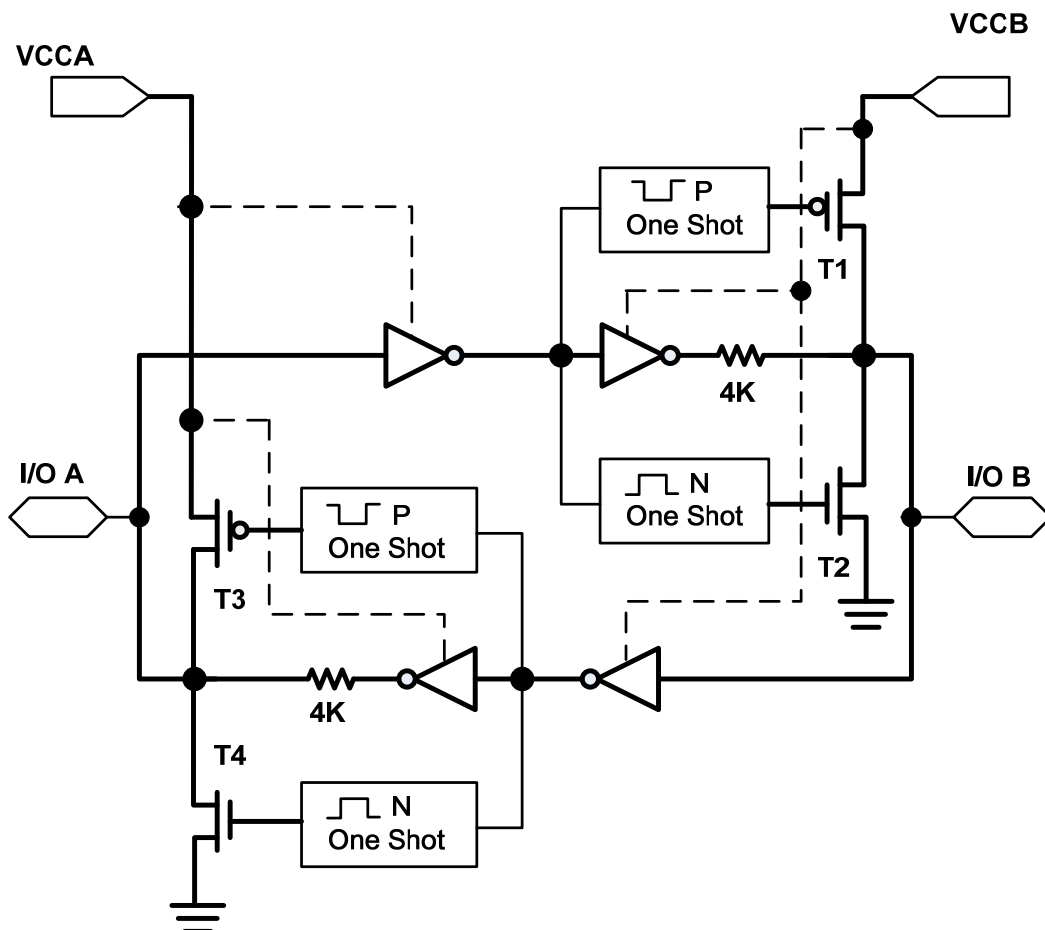 VCCB
VCCA
P
One Shot
T1
4K
I/O A
N
One Shot
I/O B
P
One Shot
T2
T3
4K
T4
N
One Shot